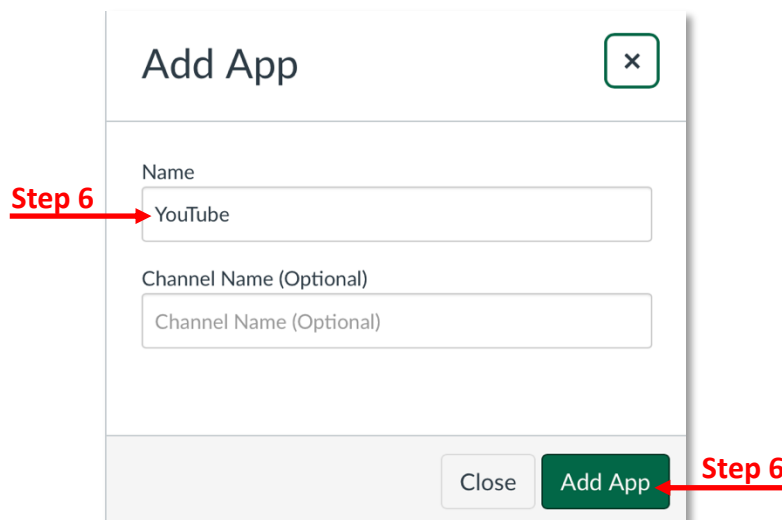 Add App
×
Name
Step 6
YouTube
Channel Name (Optional)
Channel Name (Optional)
Close
Add App
Step 6